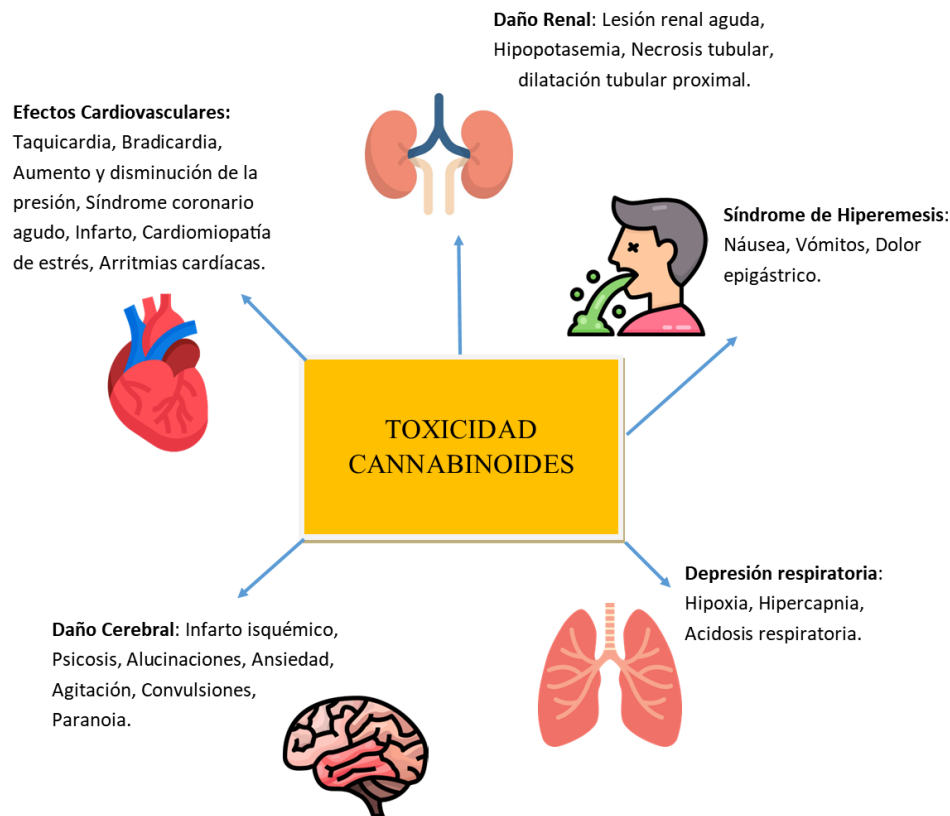 Daño Renal: Lesión renal aguda,
Hipopotasemia, Necrosis tubular,
dilatación tubular proximal.
Efectos Cardiovasculares:
Taquicardia, Bradicardia,
Aumento y disminución de la
presión, Síndrome coronario
agudo, Infarto, Cardiomiopatía
de estrés, Arritmias cardíacas.
Síndrome de Hiperemesis:
Náusea, Vómitos, Dolor
epigástrico.
TOXICIDAD
CANNABINOIDES
Depresión respiratoria:
Hipoxia, Hipercapnia,
Acidosis respiratoria.
Daño Cerebral: Infarto isquémico,
Psicosis, Alucinaciones, Ansiedad,
Agitación, Convulsiones,
Paranoia.